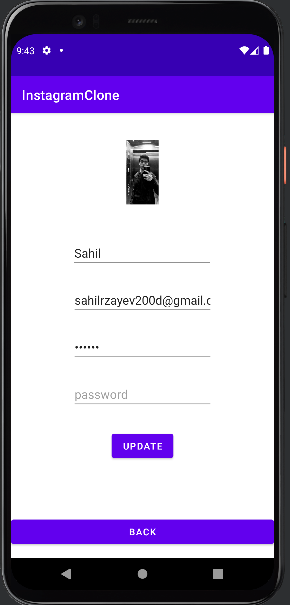 9:43
InstagramClone
Sahil
sahilrzayev200d@gmail.c
••••••
password
UPDATE
BACK